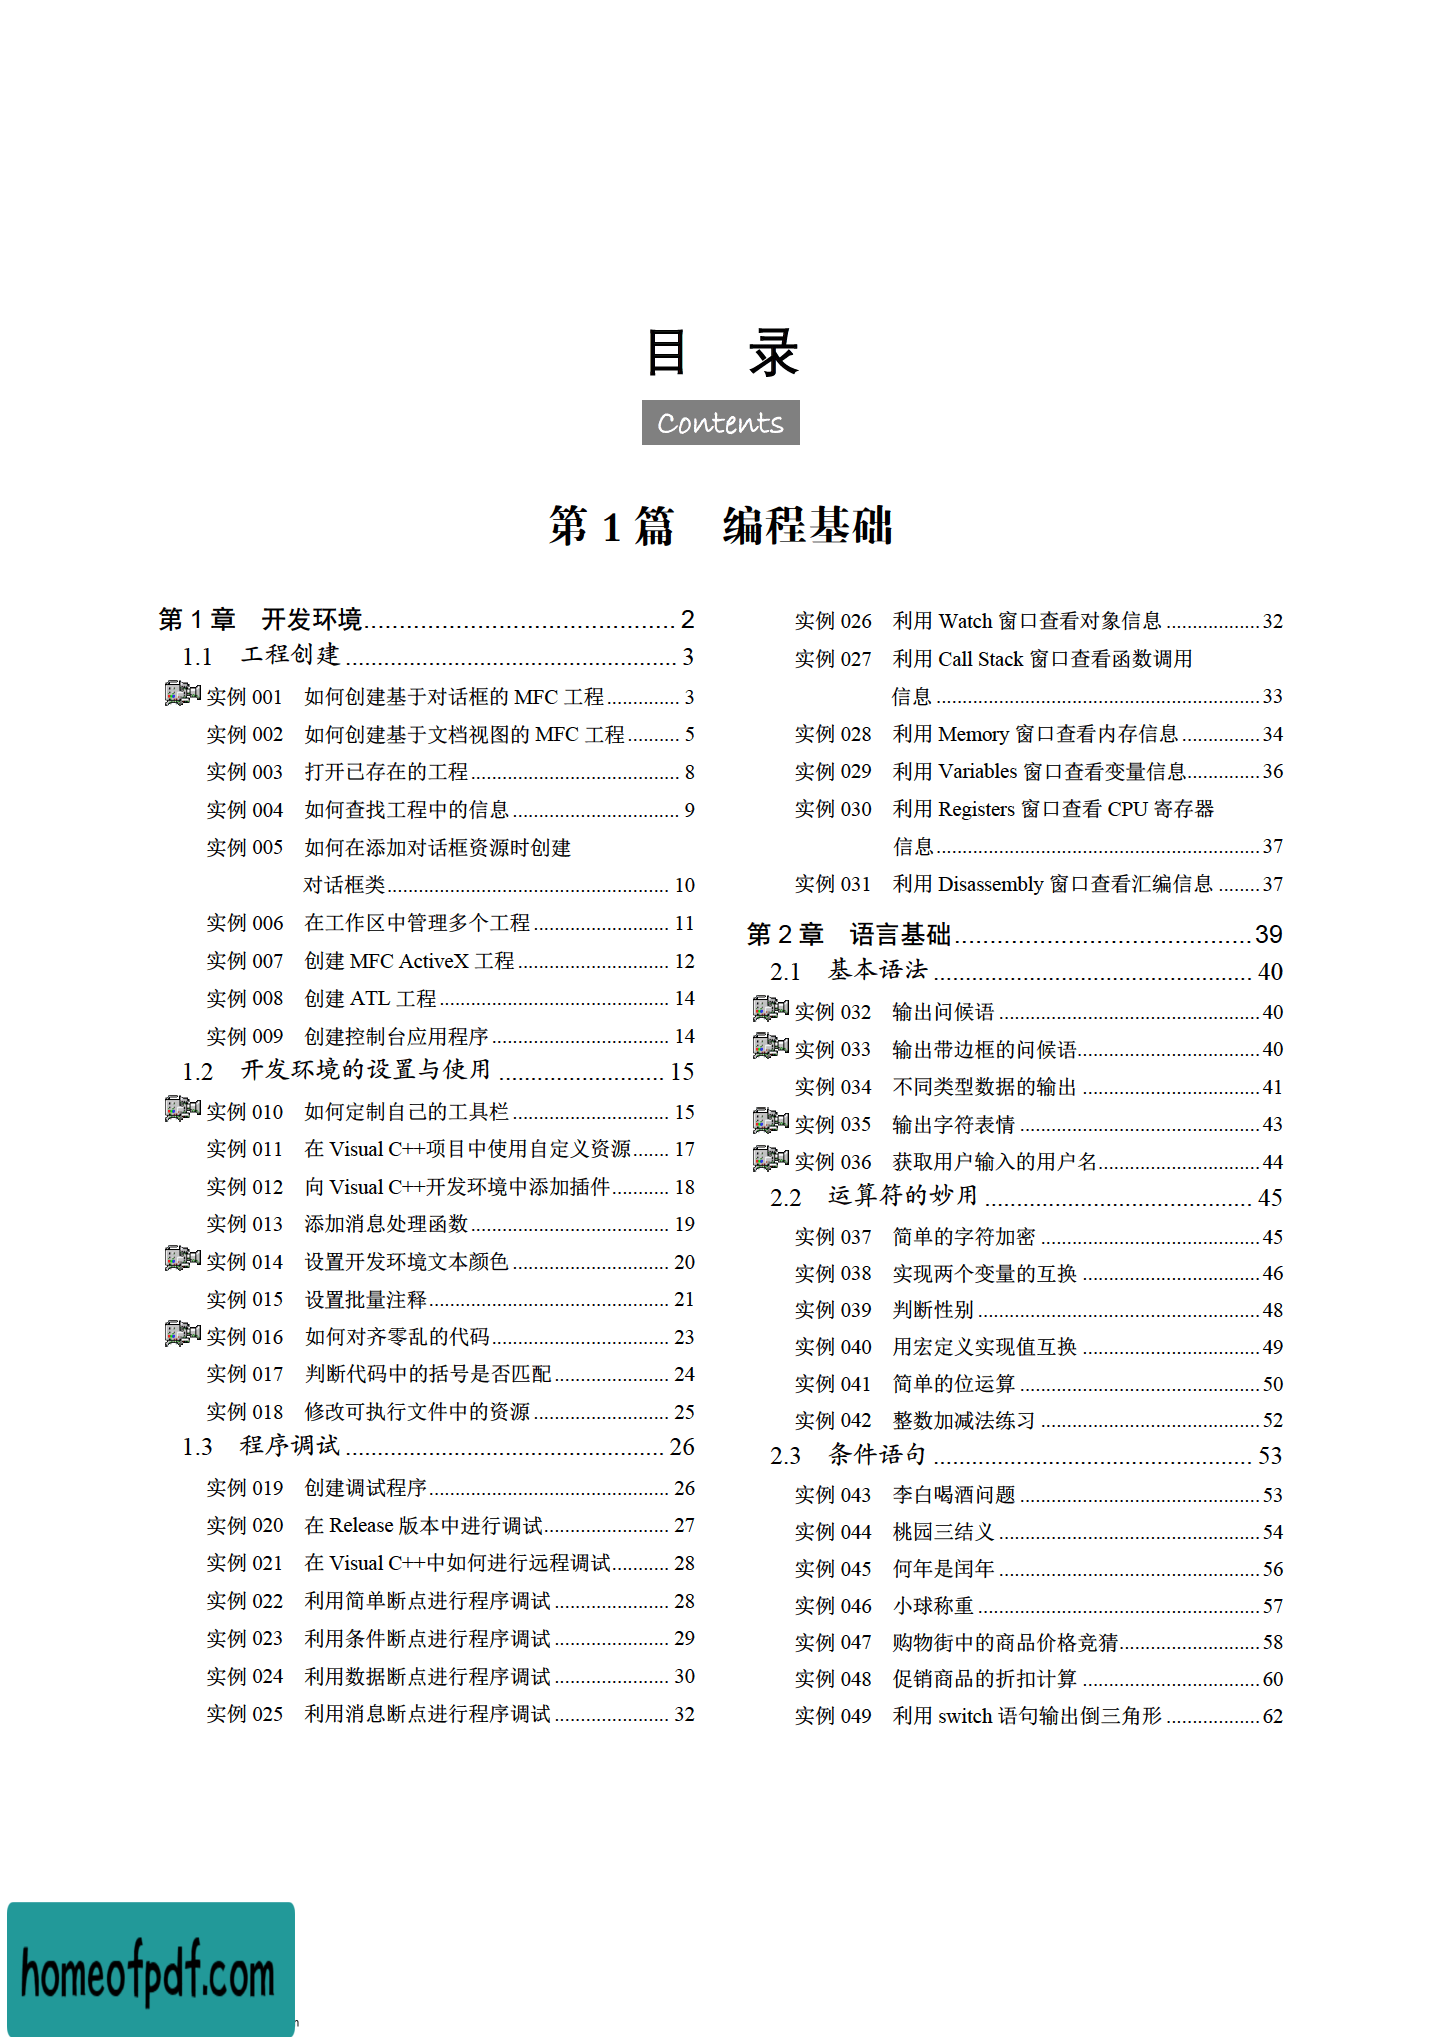 目 录
Contents
第 1 篇 编程基础
第 1 章 开发环境............................................ 2
1.1 工程创建.................................................... 3
实例 001 如何创建基于对话框的 MFC 工程.............. 3
实例 002 如何创建基于文档视图的 MFC 工程.......... 5
实例 003 打开已存在的工程........................................ 8
实例 004 如何查找工程中的信息................................ 9
实例 005 如何在添加对话框资源时创建
对话框类...................................................... 10
实例 006 在工作区中管理多个工程.......................... 11
实例 007 创建 MFC ActiveX 工程............................. 12
实例 008 创建 ATL 工程............................................ 14
实例 009 创建控制台应用程序.................................. 14
1.2 开发环境的设置与使用.......................... 15
实例 010 如何定制自己的工具栏.............................. 15
实例 011 在 Visual C++项目中使用自定义资源....... 17
实例 012 向 Visual C++开发环境中添加插件........... 18
实例 013 添加消息处理函数...................................... 19
实例 014 设置开发环境文本颜色.............................. 20
实例 015 设置批量注释.............................................. 21
实例 016 如何对齐零乱的代码.................................. 23
实例 017 判断代码中的括号是否匹配...................... 24
实例 018 修改可执行文件中的资源.......................... 25
1.3 程序调试.................................................. 26
实例 019 创建调试程序.............................................. 26
实例 020 在 Release 版本中进行调试........................ 27
实例 021 在 Visual C++中如何进行远程调试........... 28
实例 022 利用简单断点进行程序调试...................... 28
实例 023 利用条件断点进行程序调试...................... 29
实例 024 利用数据断点进行程序调试...................... 30
实例 025 利用消息断点进行程序调试...................... 32
实例 026 利用 Watch 窗口查看对象信息..................32
实例 027 利用 Call Stack 窗口查看函数调用
信息..............................................................33
实例 028 利用 Memory 窗口查看内存信息...............34
实例 029 利用 Variables 窗口查看变量信息..............36
实例 030 利用 Registers 窗口查看 CPU 寄存器
信息..............................................................37
实例 031 利用 Disassembly 窗口查看汇编信息........37
第 2 章 语言基础..........................................39
2.1 基本语法.................................................. 40
实例 032 输出问候语..................................................40
实例 033 输出带边框的问候语...................................40
实例 034 不同类型数据的输出..................................41
实例 035 输出字符表情..............................................43
实例 036 获取用户输入的用户名...............................44
2.2 运算符的妙用.......................................... 45
实例 037 简单的字符加密..........................................45
实例 038 实现两个变量的互换..................................46
实例 039 判断性别......................................................48
实例 040 用宏定义实现值互换..................................49
实例 041 简单的位运算..............................................50
实例 042 整数加减法练习..........................................52
2.3 条件语句.................................................. 53
实例 043 李白喝酒问题..............................................53
实例 044 桃园三结义..................................................54
实例 045 何年是闰年..................................................56
实例 046 小球称重......................................................57
实例 047 购物街中的商品价格竞猜...........................58
实例 048 促销商品的折扣计算..................................60
实例 049 利用 switch 语句输出倒三角形..................62
homeofpdf.com